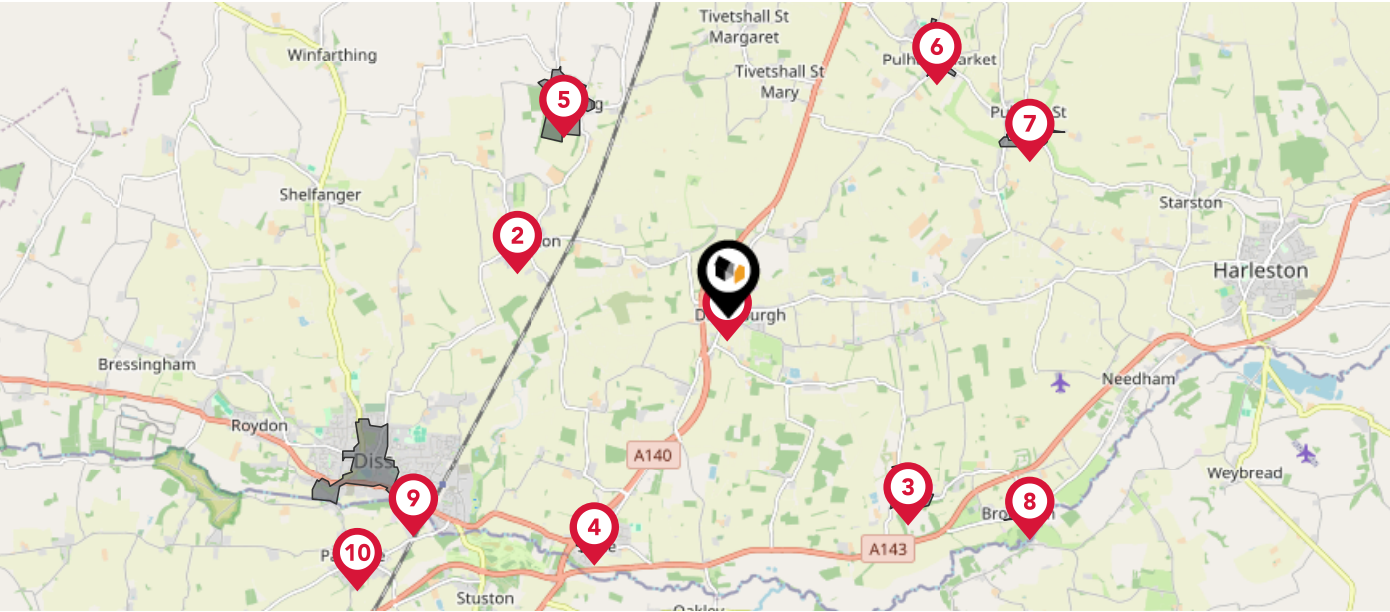 Tivetshall St
Margaret
Winfarthing
6
Tivetshall St
Mary
5
7
Shelfanger
Starston
2
Harleston
Bressingham
Needham
Roydon
A140
Diss
Weybread
3
9
8
4
A143
10
Stuston
Oakley